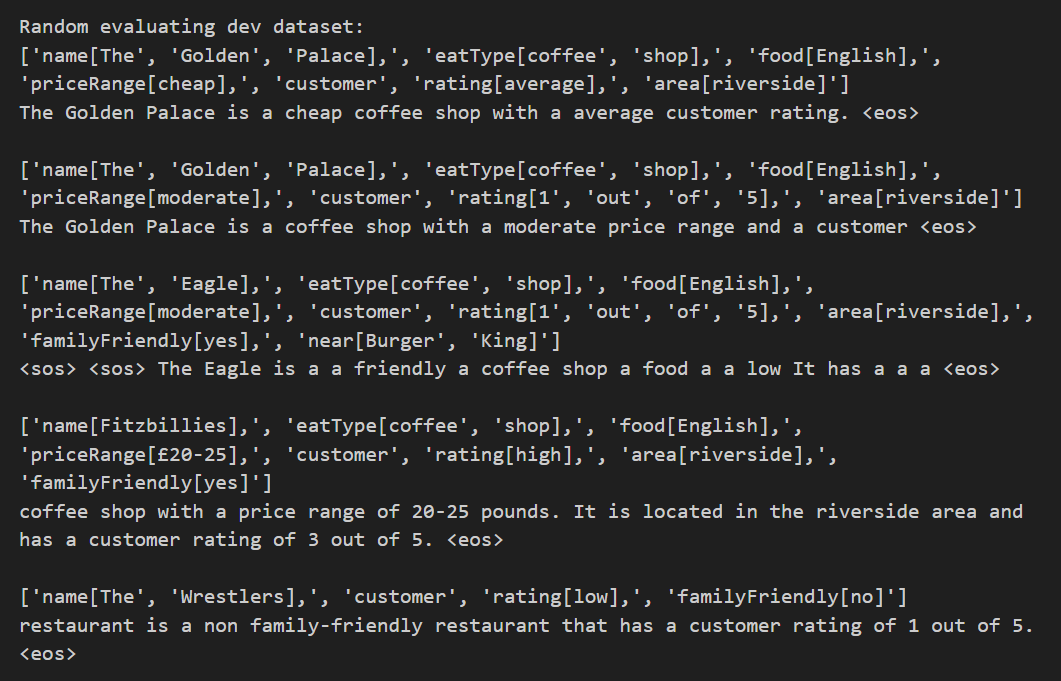 Random evaluating dev dataset:
['name[The', 'Golden', 'Palace],', 'eatType[coffee', 'shop],', 'food[English],',
'priceRange[cheap],', 'customer', 'rating[average],', 'area[riverside]']
The Golden Palace is a cheap coffee shop with a average customer rating. <eos>

['name[The', 'Golden', 'Palace],', 'eatType[coffee', 'shop],', 'food[English],',
'priceRange[moderate],', 'customer', 'rating[1', 'out', 'of', '5],', 'area[riverside]']
The Golden Palace is a coffee shop with a moderate price range and a customer <eos>

['name[The', 'Eagle],', 'eatType[coffee', 'shop],', 'food[English],',
'priceRange[moderate],', 'customer', 'rating[1', 'out', 'of', '5],', 'area[riverside],',
'familyFriendly[yes],', 'near[Burger', 'King]']
<sos> <sos> The Eagle is a a friendly a coffee shop a food a a low It has a a a <eos>

['name[Fitzbillies],', 'eatType[coffee', 'shop],', 'food[English],',
'priceRange[£20-25],', 'customer', 'rating[high],', 'area[riverside],',
'familyFriendly[yes]']
coffee shop with a price range of 20-25 pounds. It is located in the riverside area and
has a customer rating of 3 out of 5. <eos>

['name[The', 'Wrestlers],', 'customer', 'rating[low],', 'familyFriendly[no]']
restaurant is a non family-friendly restaurant that has a customer rating of 1 out of 5.
<eos>